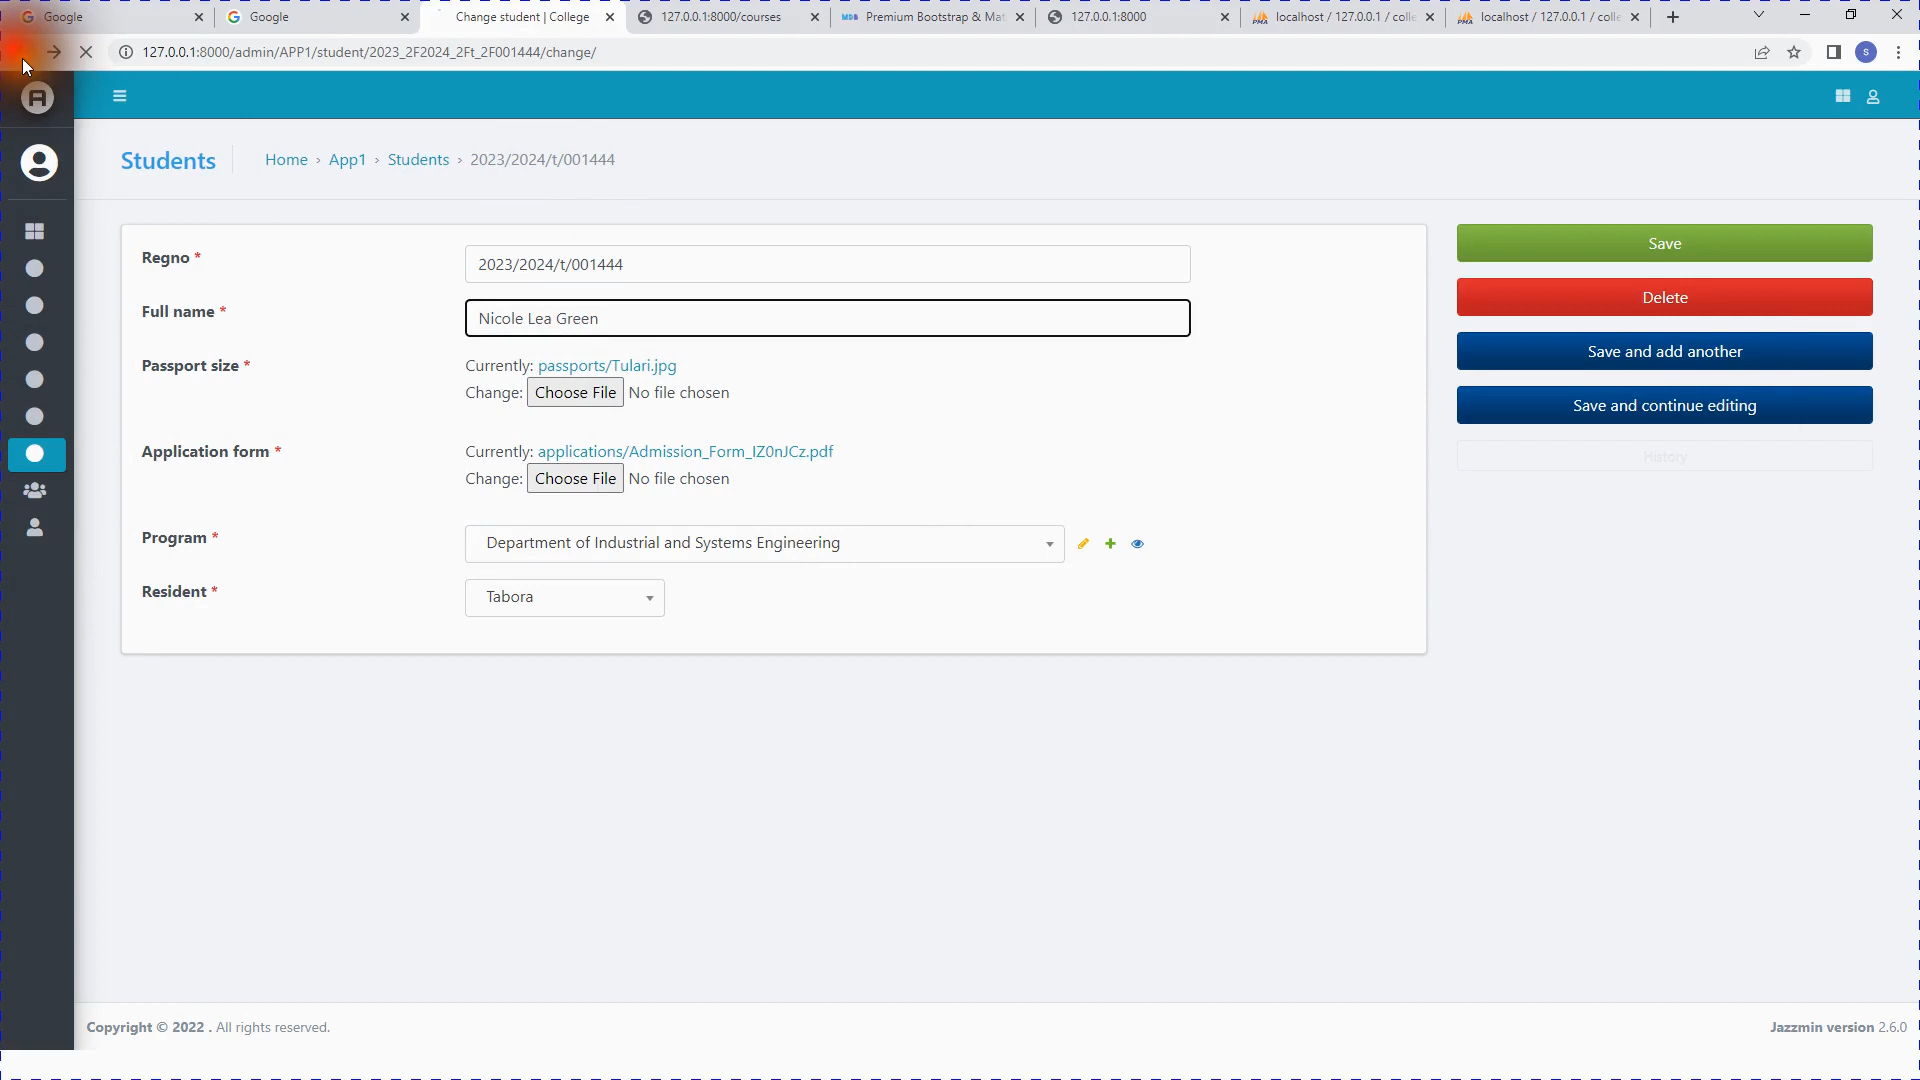 Google
Google
Change student | College
127.0.0.1:8000/courses
Premium Bootstrap & Mat
127.0.0.1:8000
localhost / 127.0.0.1 / colle
localhost / 127.0.0.1 / colle
127.0.0.1:8000/admin/APP1/student/2023_2F2024_2Ft_2F001444/change/
S
Students
Home › App1 › Students › 2023/2024/t/001444
Regno *
2023/2024/t/001444
Full name *
Nicole Lea Green
Passport size *
Currently: passports/Tulari.jpg
Change: Choose File No file chosen
Application form *
Currently: applications/Admission_Form_IZ0nJCz.pdf
Change: Choose File No file chosen
Program *
Department of Industrial and Systems Engineering
Resident *
Tabora
Save
Delete
Save and add another
Save and continue editing
History
Copyright © 2022 . All rights reserved.
Jazzmin version 2.6.0